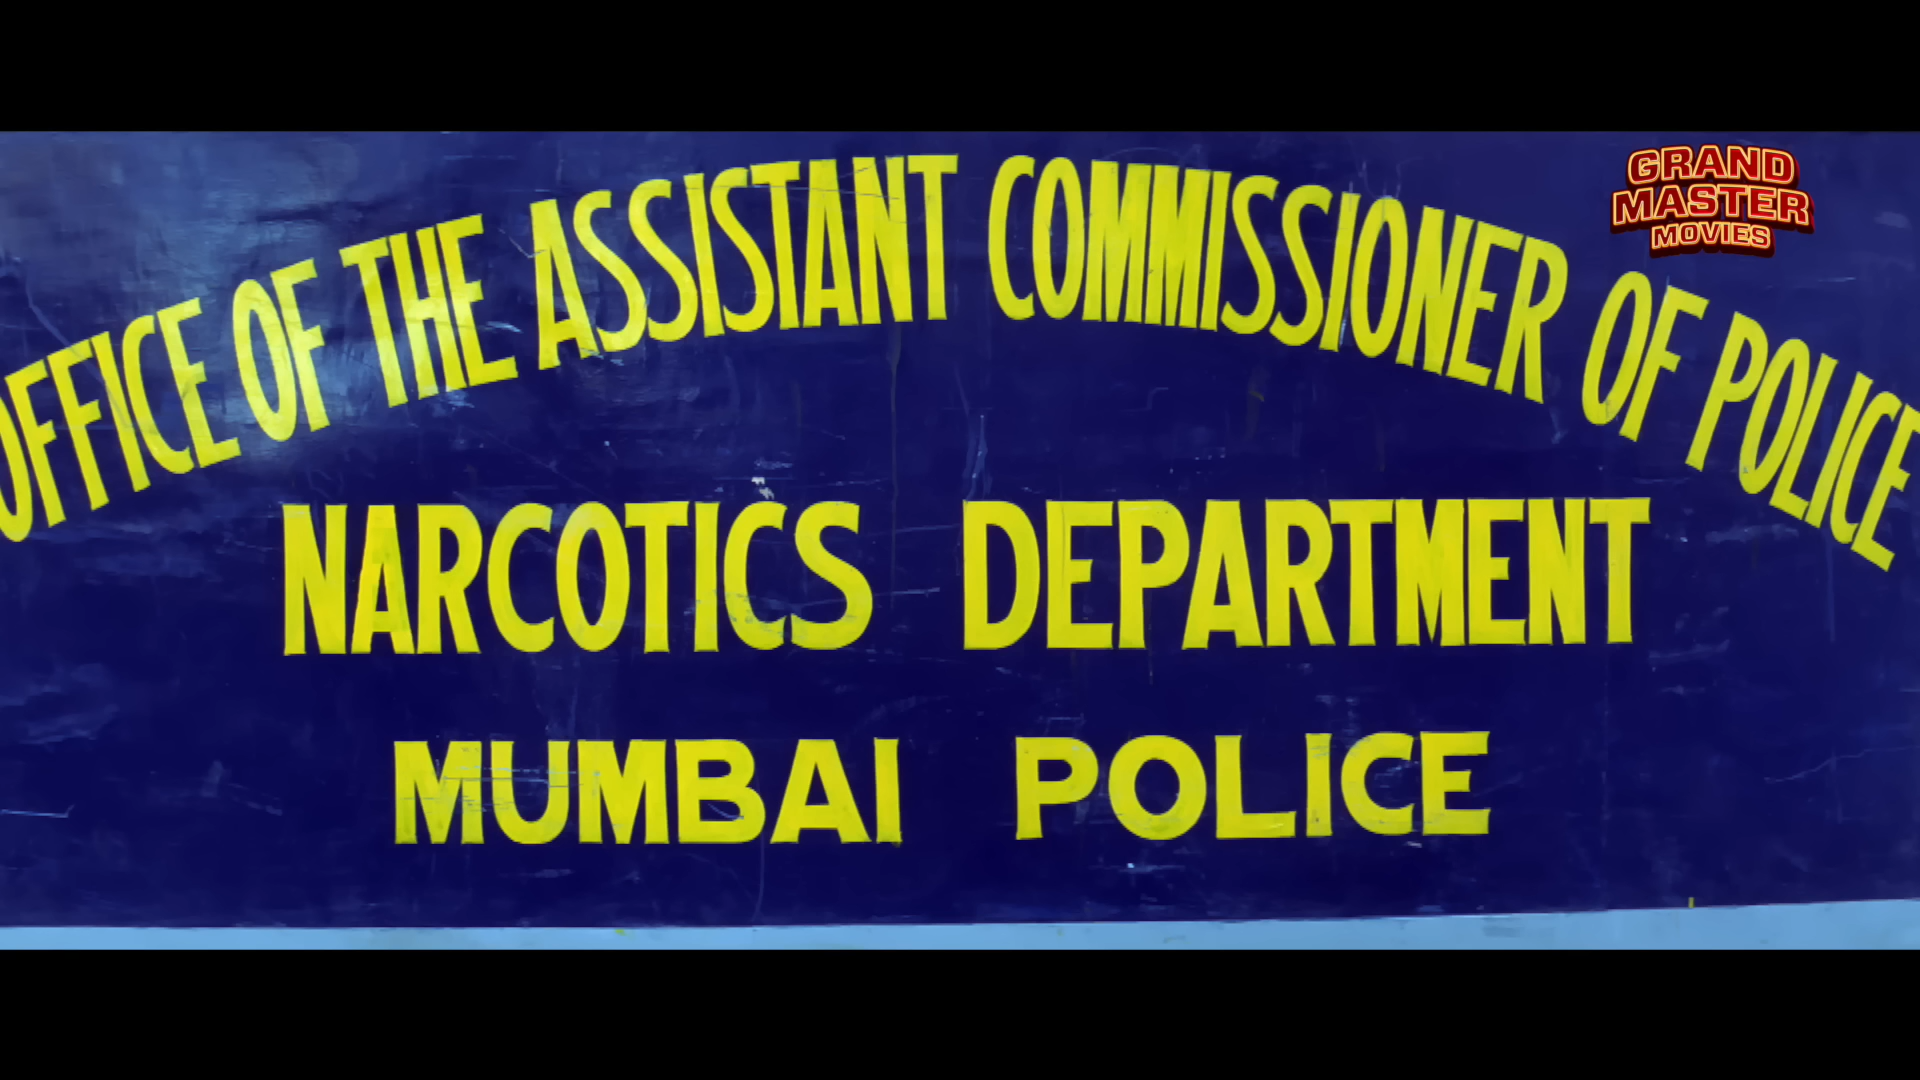 OFFICE OF THE ASSISTANT COMMISSIONER OF POLICE
NARCOTICS DEPARTMENT
MUMBAI POLICE
GRAND
MASTER
MOVIES